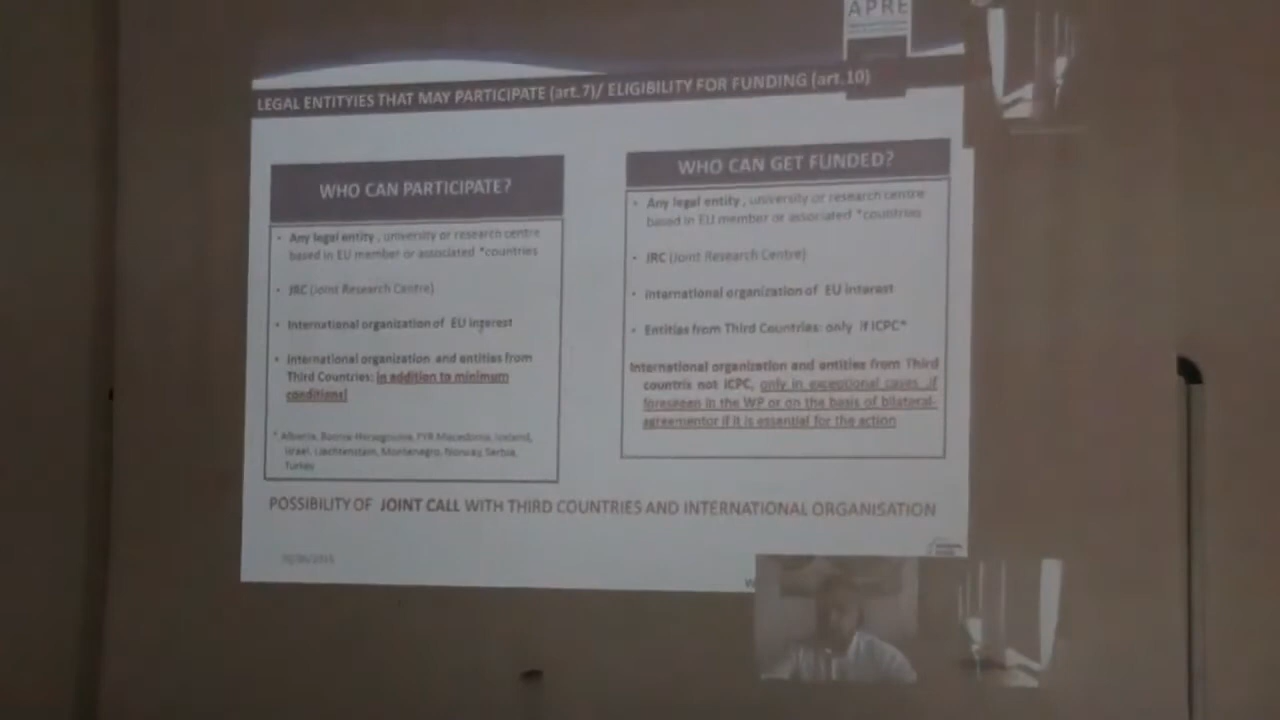 APRE
LEGAL ENTITYIES THAT MAY PARTICIPATE (art.7)/ ELIGIBILITY FOR FUNDING (art.10)
WHO CAN PARTICIPATE?
• Any legal entity , university or research centre
based in EU member or associated *countries
• JRC (Joint Research Centre)
• International organization of EU interest
• International organization and entities from
Third Countries: in addition to minimum
conditions!
* Albania, Bosnia-Herzegovina, FYR Macedonia, Iceland,
Israel, Liechtenstein, Montenegro, Norway, Serbia,
Turkey
WHO CAN GET FUNDED?
• Any legal entity , university or research centre
based in EU member or associated *countries
• JRC (Joint Research Centre)
• International organization of EU interest
• Entities from Third Countries: only if ICPC*
International organization and entities from Third
countris not ICPC, only in exceptional cases ,if
foreseen in the WP or on the basis of bilateral-
agreementor if it is essential for the action
POSSIBILITY OF JOINT CALL WITH THIRD COUNTRIES AND INTERNATIONAL ORGANISATION